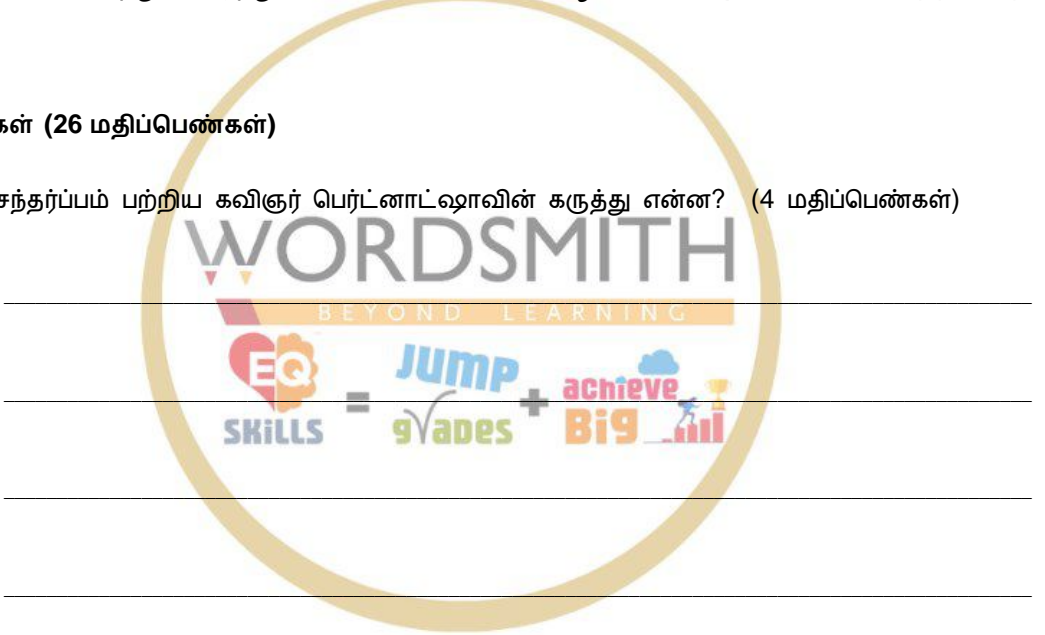 கள் (26 மதிப்பெண்கள்)
சந்தர்ப்பம் பற்றிய கவிஞர் பெர்ட்னாட்ஷாவின் கருத்து என்ன? (4 மதிப்பெண்கள்)
WORDSMITH
BEYOND LEARNING
EQ SKILLS = JUMP grades + achieve Big